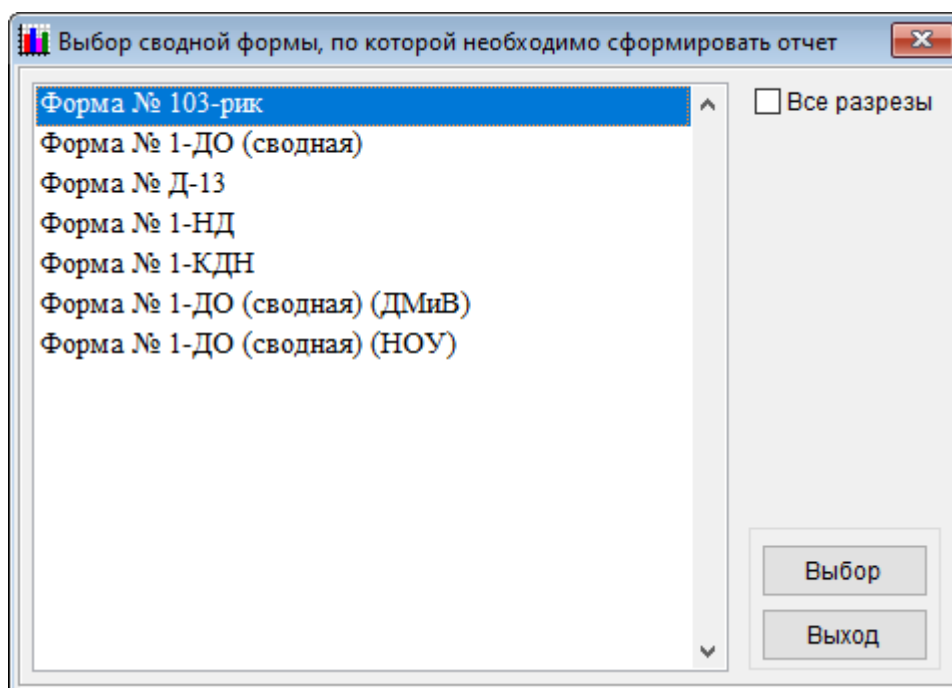 Выбор сводной формы, по которой необходимо сформировать отчет
Форма № 103-рик
Форма № 1-ДО (сводная)
Форма № Д-13
Форма № 1-НД
Форма № 1-КДН
Форма № 1-ДО (сводная) (ДМиВ)
Форма № 1-ДО (сводная) (НОУ)
Все разрезы
Выбор
Выход